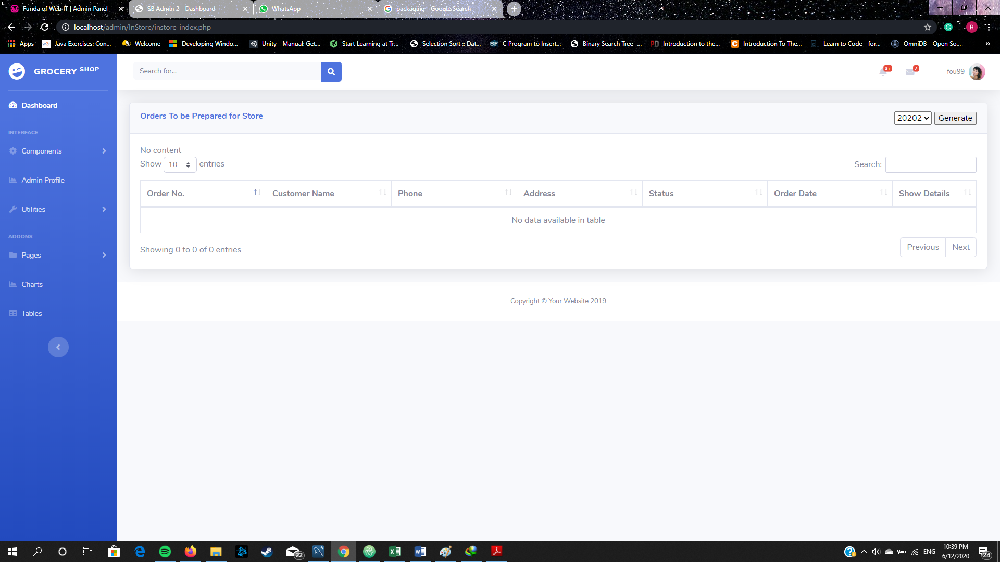 Funda of Web IT | Admin Panel
SB Admin 2 - Dashboard
WhatsApp
packaging - Google Search
localhost/admin/InStore/instore-index.php
R
Apps
w3r
Java Exercises: Con...
Welcome
Developing Windo...
Unity - Manual: Get...
Start Learning at Tr...
Selection Sort :: Dat...
SF
C Program to Insert...
Binary Search Tree -...
PD
Introduction to the...
Introduction To The...
Learn to Code - for...
OmniDB - Open So...
»
GROCERY SHOP
Search for...
3+
7
fou99
Dashboard
INTERFACE
Components
Admin Profile
Utilities
ADDONS
Pages
Charts
Tables
Orders To be Prepared for Store
20202
Generate
No content
Show 10 entries
Search:
Order No.
Customer Name
Phone
Address
Status
Order Date
Show Details
No data available in table
Showing 0 to 0 of 0 entries
Previous
Next
Copyright © Your Website 2019
22
ENG
10:39 PM
6/12/2020
24